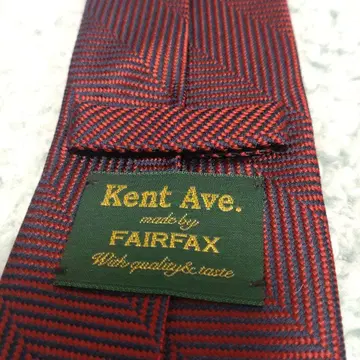 Kent Ave.
made by
FAIRFAX
With quality & taste